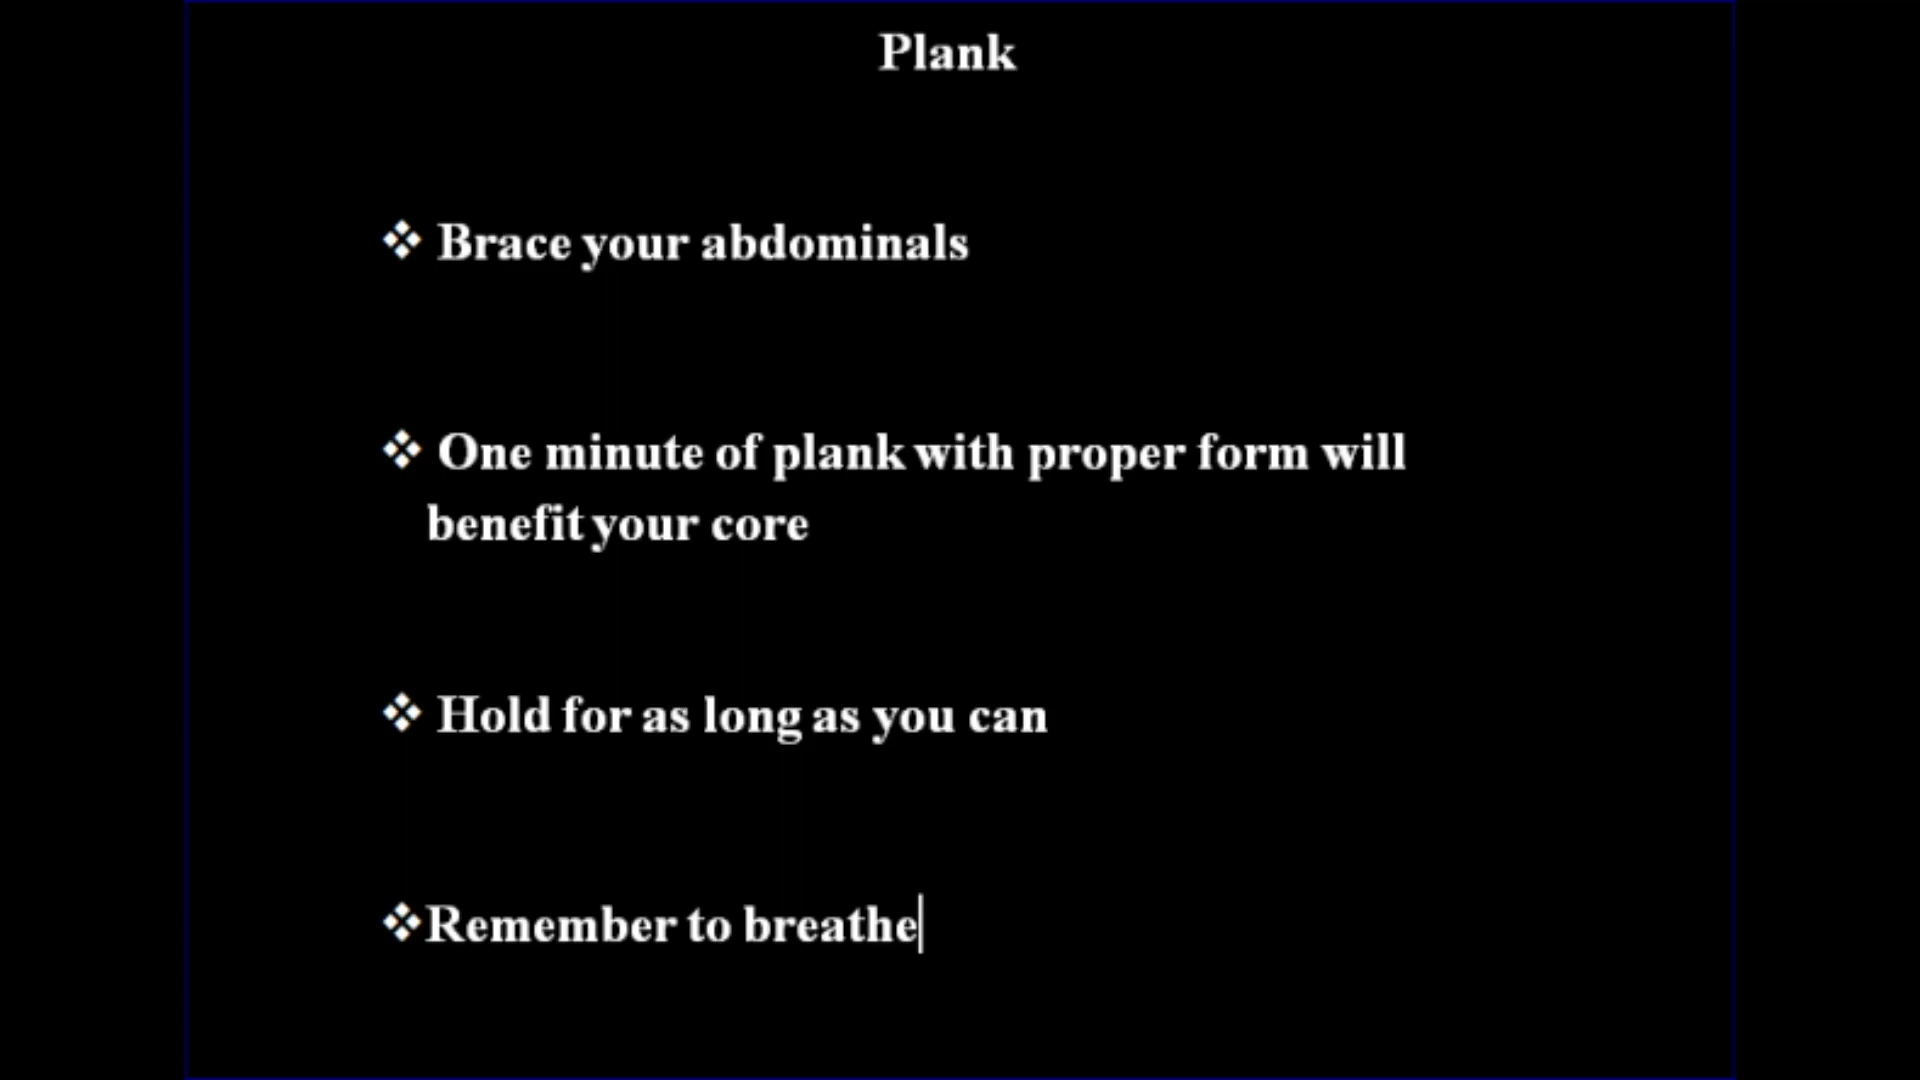 Plank
❖ Brace your abdominals
❖ One minute of plank with proper form will
benefit your core
❖ Hold for as long as you can
❖Remember to breathe